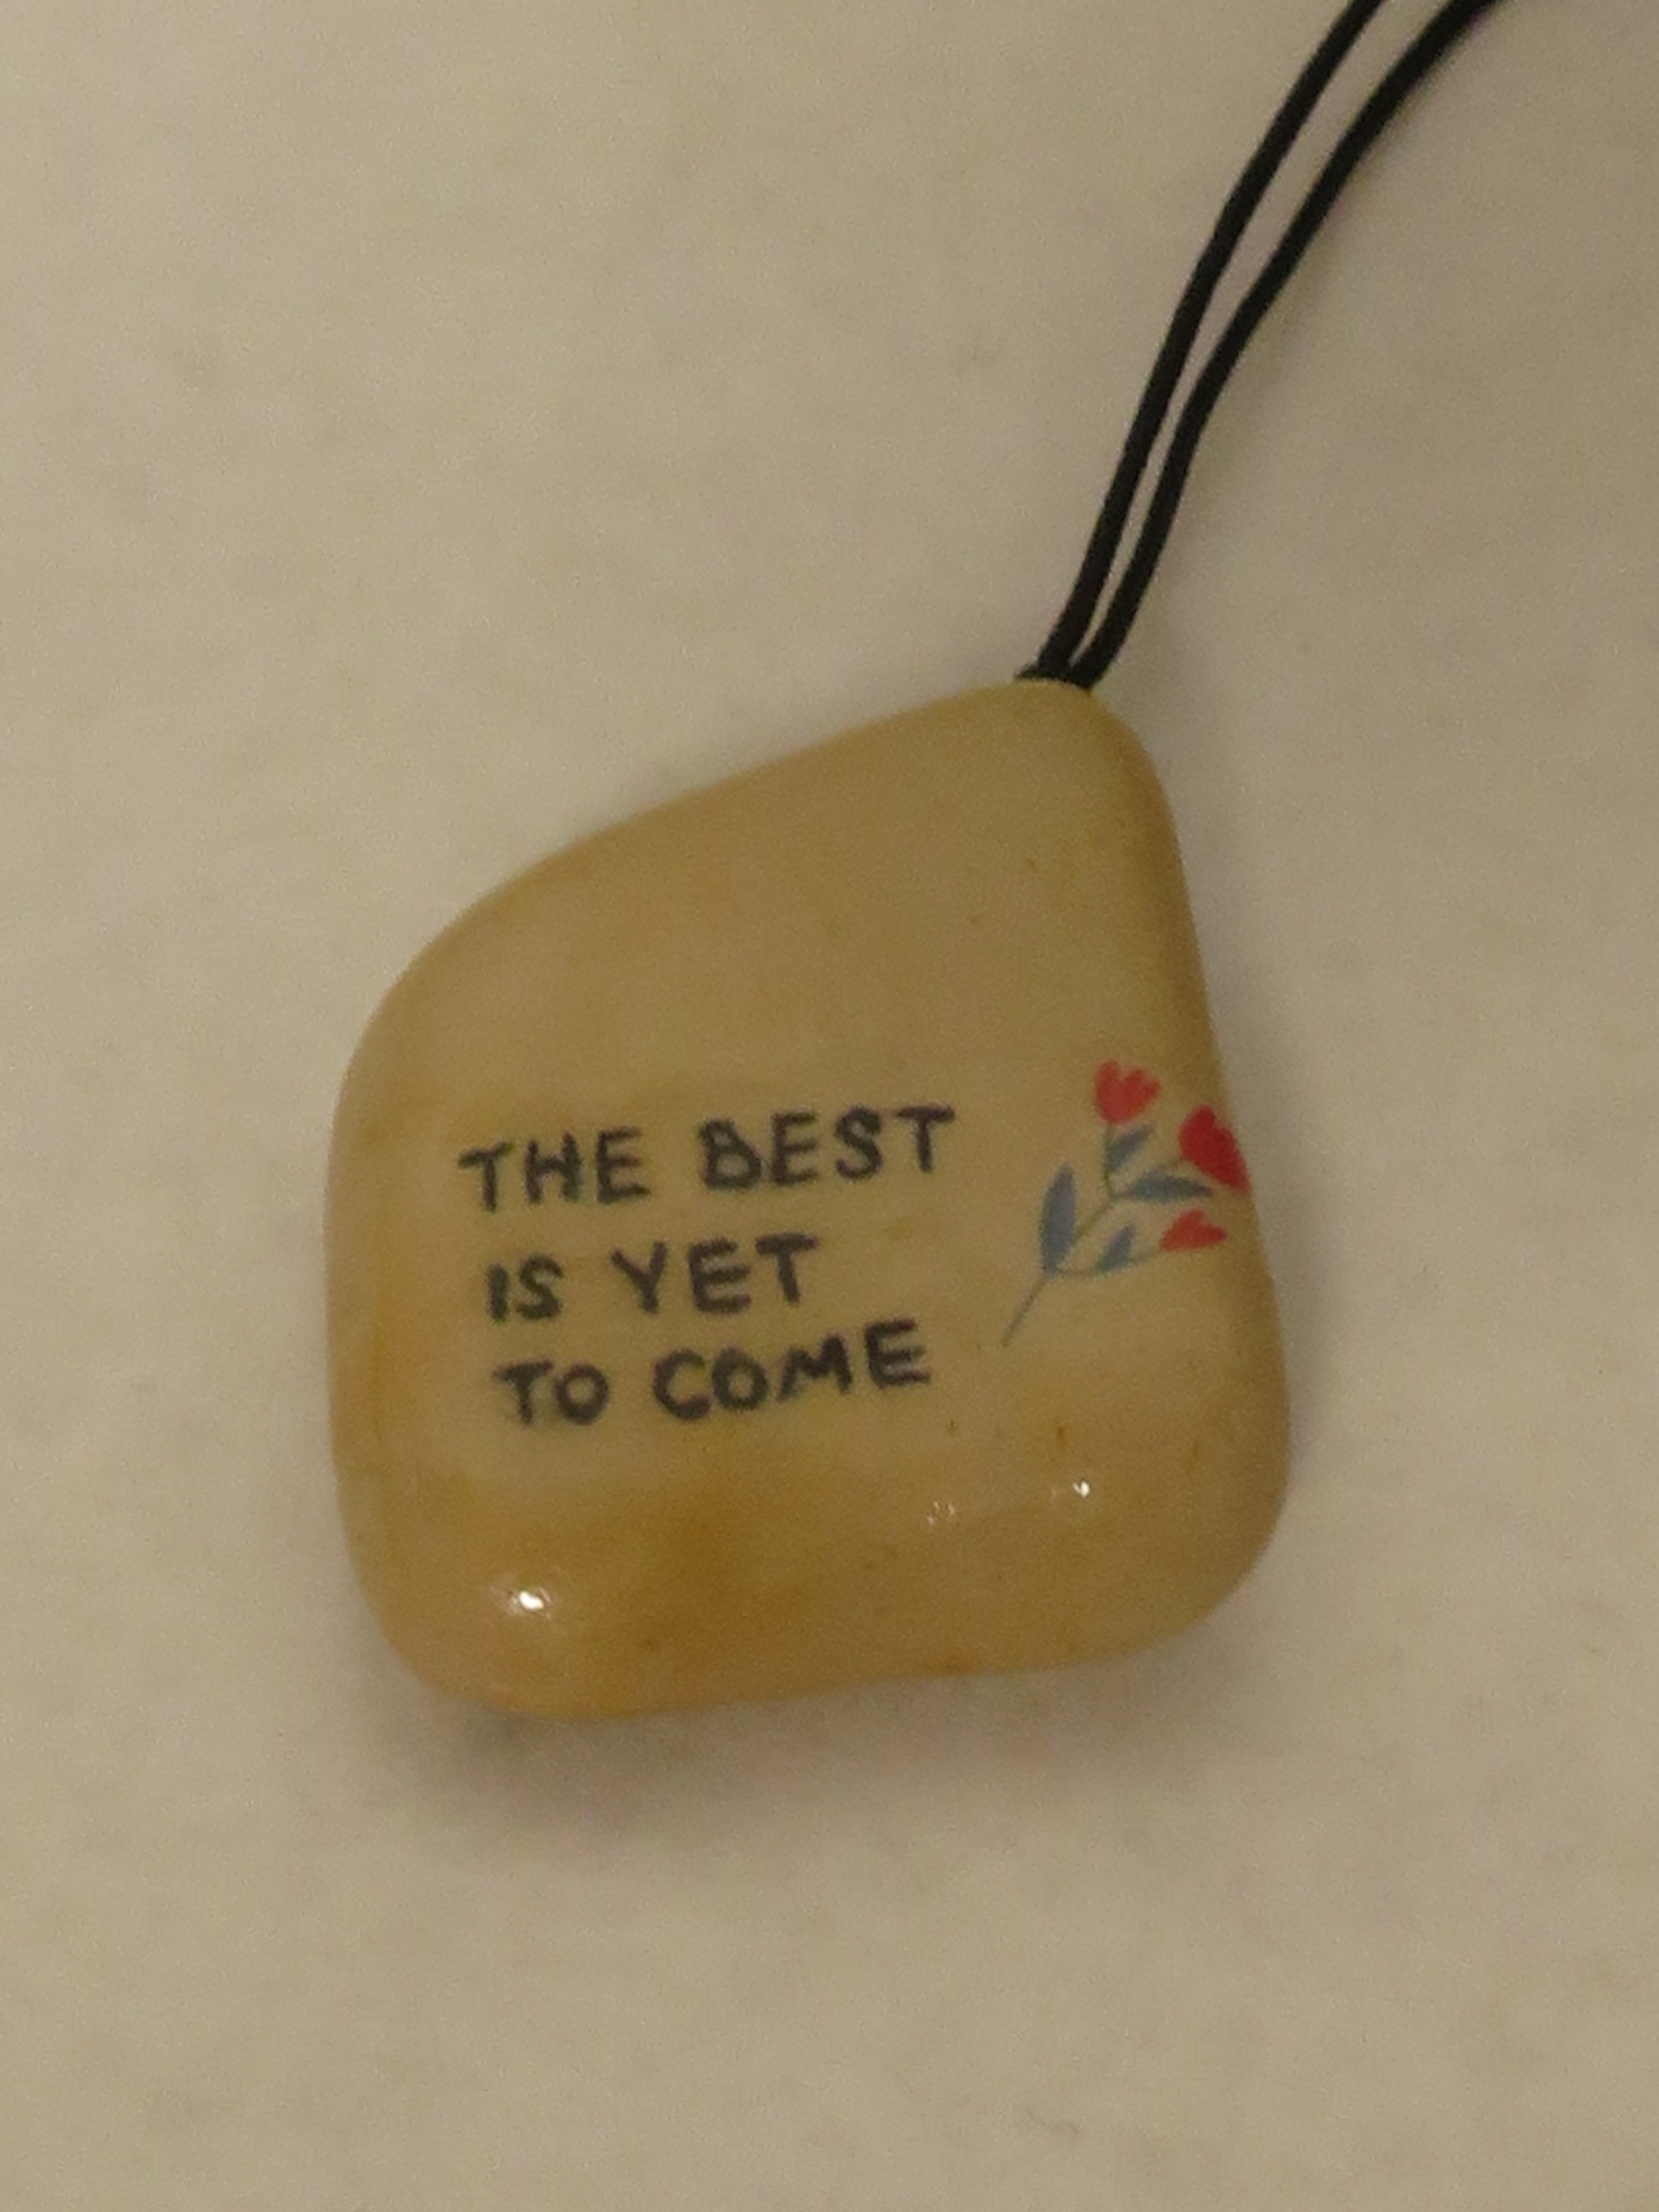 THE BEST
IS YET
TO COME